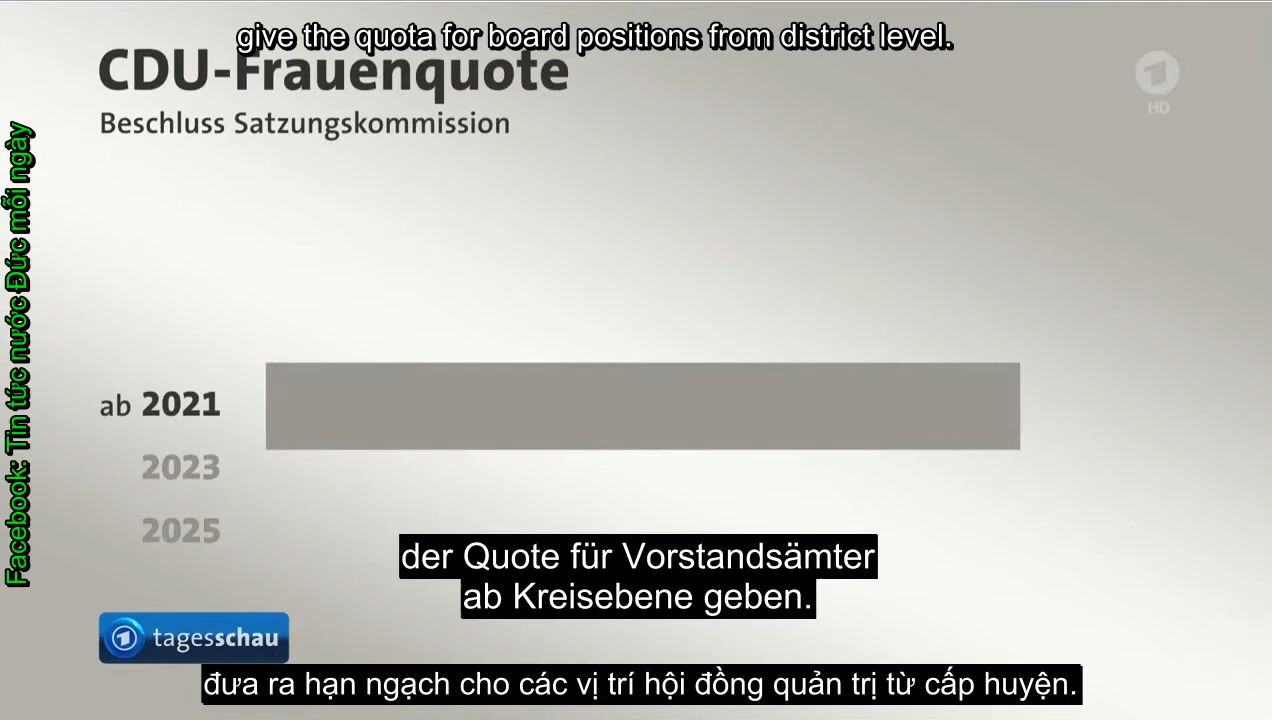 give the quota for board positions from district level.
CDU-Frauenquote
Beschluss Satzungskommission
1
HD
Facebook: Tin tức nước Đức mỗi ngày
ab 2021
2023
2025
der Quote für Vorstandsämter
ab Kreisebene geben.
1 tagesschau
đưa ra hạn ngạch cho các vị trí hội đồng quản trị từ cấp huyện.